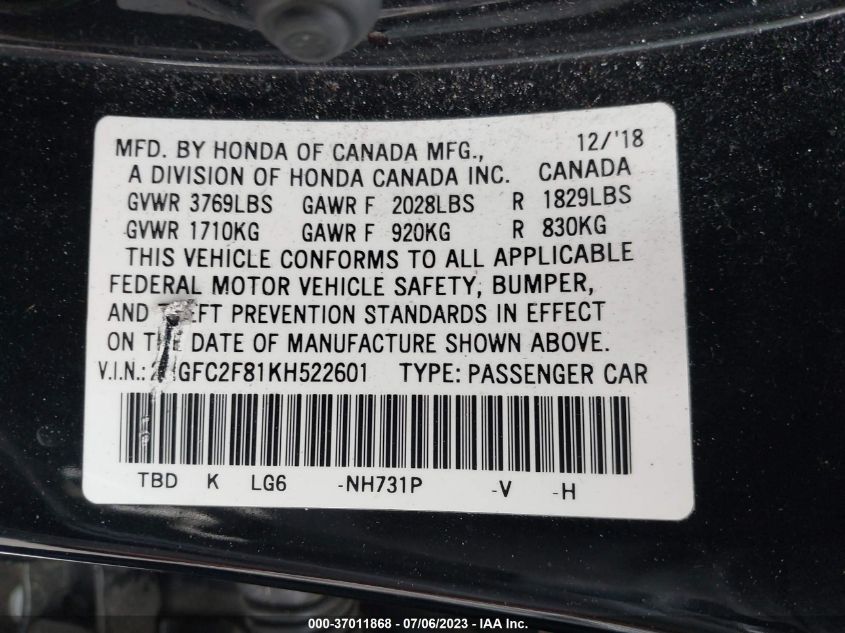 MFD. BY HONDA OF CANADA MFG., 12/'18
A DIVISION OF HONDA CANADA INC. CANADA
GVWR 3769LBS GAWR F 2028LBS R 1829LBS
GVWR 1710KG GAWR F 920KG R 830KG
THIS VEHICLE CONFORMS TO ALL APPLICABLE
FEDERAL MOTOR VEHICLE SAFETY, BUMPER,
AND THEFT PREVENTION STANDARDS IN EFFECT
ON THE DATE OF MANUFACTURE SHOWN ABOVE.
V.I.N.: 2HGFC2F81KH522601 TYPE: PASSENGER CAR
TBD K LG6 -NH731P -V -H
000-37011868 / 07/06/2023 - © IAA Inc.